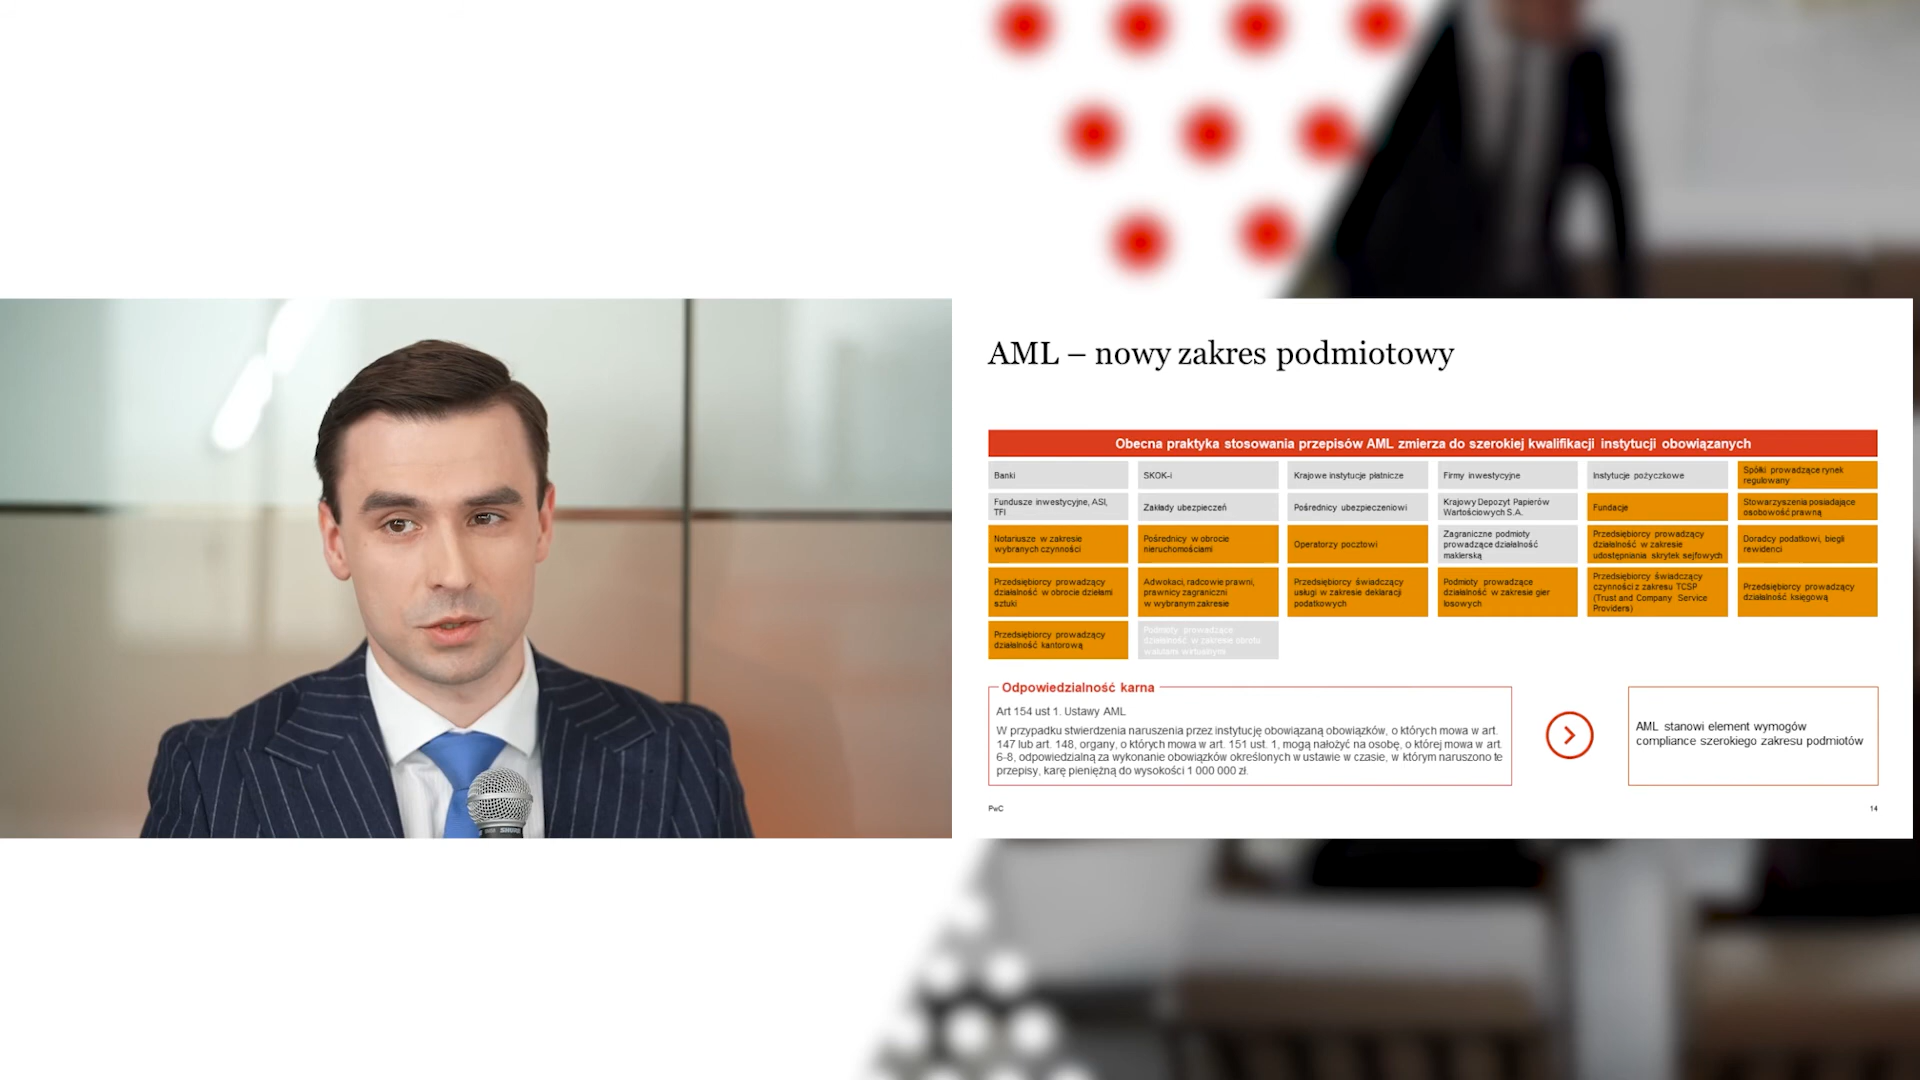 AML – nowy zakres podmiotowy
Obecna praktyka stosowania przepisów AML zmierza do szerokiej kwalifikacji instytucji obowiązanych
Banki
SKOK-i
Krajowe instytucje płatnicze
Firmy inwestycyjne
Instytucje pożyczkowe
Spółki prowadzące rynek
regulowany
Fundusze inwestycyjne, ASI,
TFI
Zakłady ubezpieczeń
Pośrednicy ubezpieczeniowi
Krajowy Depozyt Papierów
Wartościowych S.A.
Fundacje
Stowarzyszenia posiadające
osobowość prawną
Notariusze w zakresie
wybranych czynności
Pośrednicy w obrocie
nieruchomościami
Operatorzy pocztowi
Zagraniczne podmioty
prowadzące działalność
maklerską
Przedsiębiorcy prowadzący
działalność w zakresie
udostępniania skrytek sejfowych
Doradcy podatkowi, biegli
rewidenci
Przedsiębiorcy prowadzący
działalność w obrocie dziełami
sztuki
Adwokaci, radcowie prawni,
prawnicy zagraniczni
w wybranym zakresie
Przedsiębiorcy świadczący
usługi w zakresie deklaracji
podatkowych
Podmioty prowadzące
działalność w zakresie gier
losowych
Przedsiębiorcy świadczący
czynności z zakresu TCSP
(Trust and Company Service
Providers)
Przedsiębiorcy prowadzący
działalność księgową
Przedsiębiorcy prowadzący
działalność kantorową
Podmioty prowadzące
działalność w zakresie obrotu
walutami wirtualnymi
Odpowiedzialność karna
Art 154 ust 1. Ustawy AML
W przypadku stwierdzenia naruszenia przez instytucję obowiązaną obowiązków, o których mowa w art.
147 lub art. 148, organy, o których mowa w art. 151 ust. 1, mogą nałożyć na osobę, o której mowa w art.
6-8, odpowiedzialną za wykonanie obowiązków określonych w ustawie w czasie, w którym naruszono te
przepisy, karę pieniężną do wysokości 1 000 000 zł.
AML stanowi element wymogów
compliance szerokiego zakresu podmiotów
PwC
14
SHURE